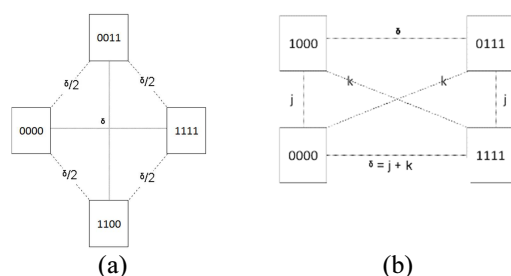 0011
δ/2 δ/2
0000 δ 1111
δ/2 δ/2
1100
(a)
δ
1000 0111
k k
j j
0000 1111
δ = j + k
(b)